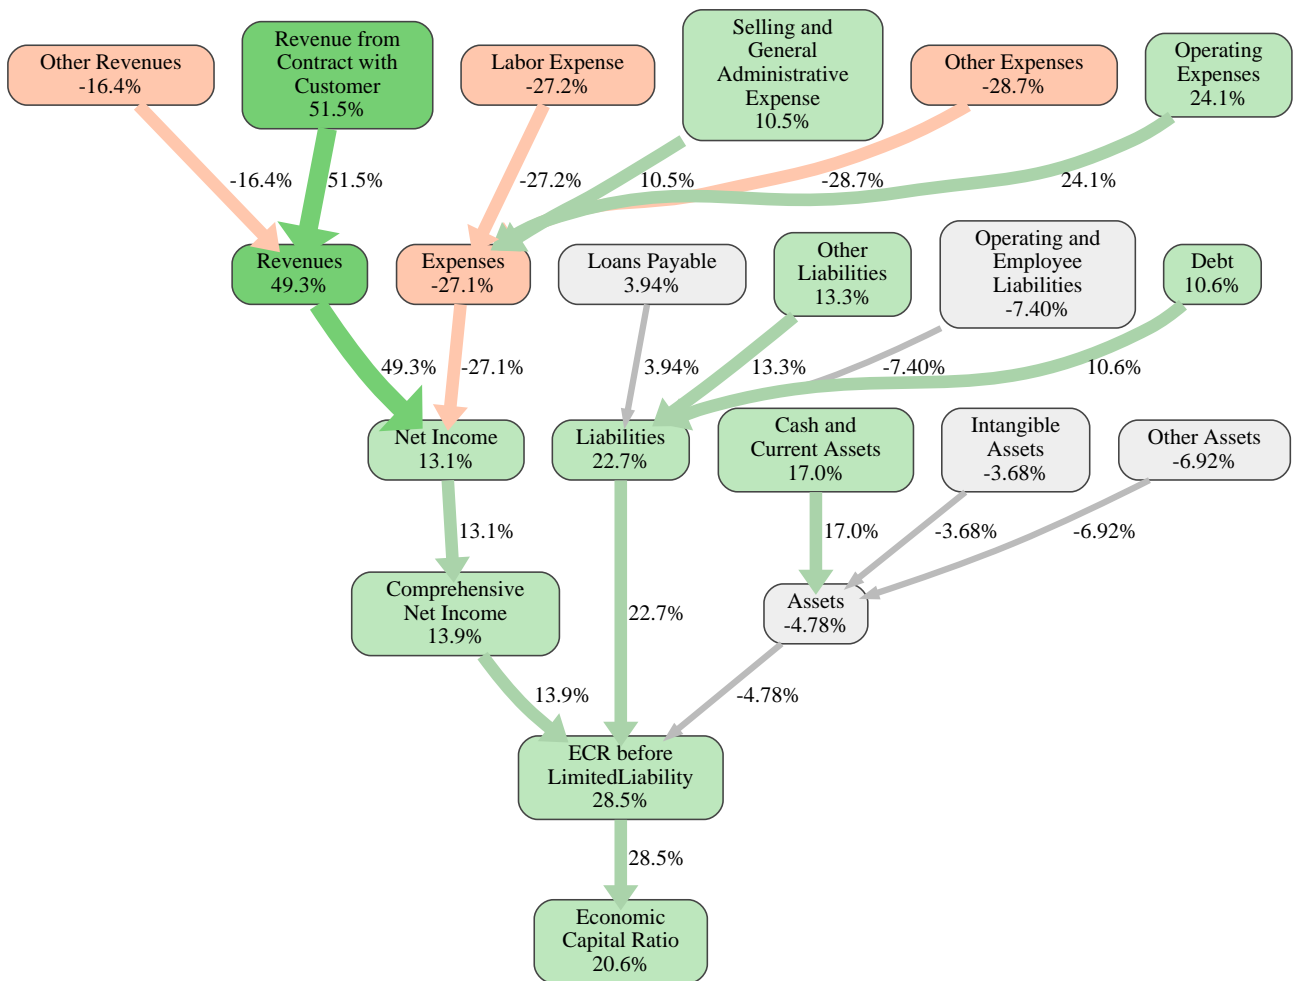 Other Revenues
-16.4%
Revenue from
Contract with
Customer
51.5%
Labor Expense
-27.2%
Selling and
General
Administrative
Expense
10.5%
Other Expenses
-28.7%
Operating
Expenses
24.1%
-16.4%
51.5%
-27.2%
10.5%
-28.7%
24.1%
Revenues
49.3%
Expenses
-27.1%
Loans Payable
3.94%
Other
Liabilities
13.3%
Operating and
Employee
Liabilities
-7.40%
Debt
10.6%
49.3%
-27.1%
3.94%
13.3%
-7.40%
10.6%
Net Income
13.1%
Liabilities
22.7%
Cash and
Current Assets
17.0%
Intangible
Assets
-3.68%
Other Assets
-6.92%
13.1%
17.0%
-3.68%
-6.92%
Comprehensive
Net Income
13.9%
22.7%
Assets
-4.78%
13.9%
-4.78%
ECR before
LimitedLiability
28.5%
28.5%
Economic
Capital Ratio
20.6%